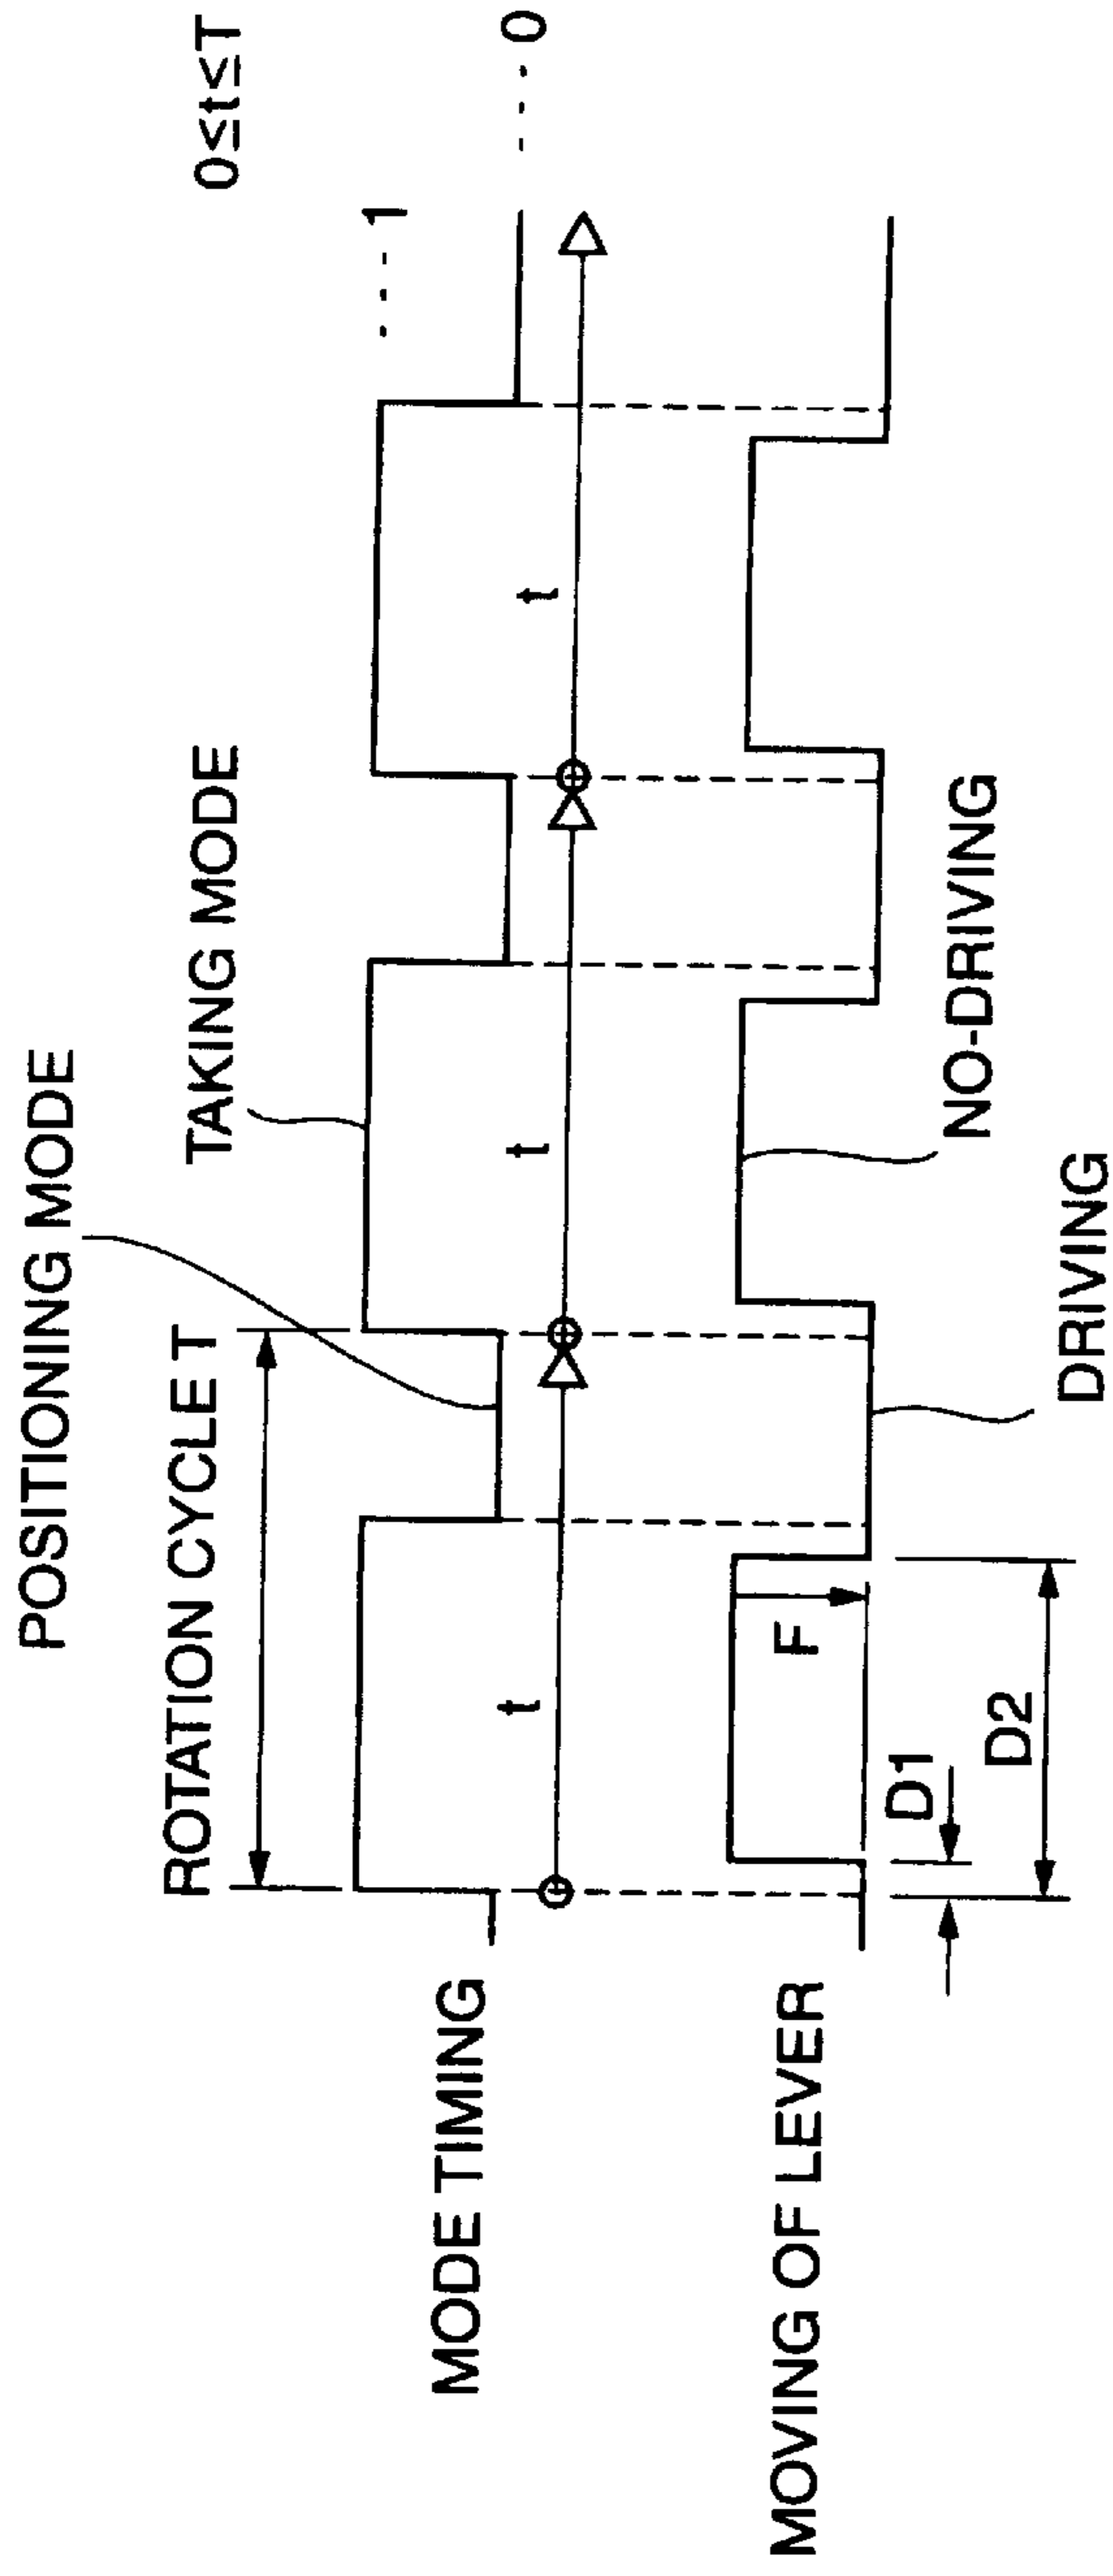 POSITIONING MODE
ROTATION CYCLE T
TAKING MODE
0≤t≤T
MODE TIMING
- - - 1
- - - 0
t
t
t
MOVING OF LEVER
F
D1
D2
DRIVING
NO-DRIVING